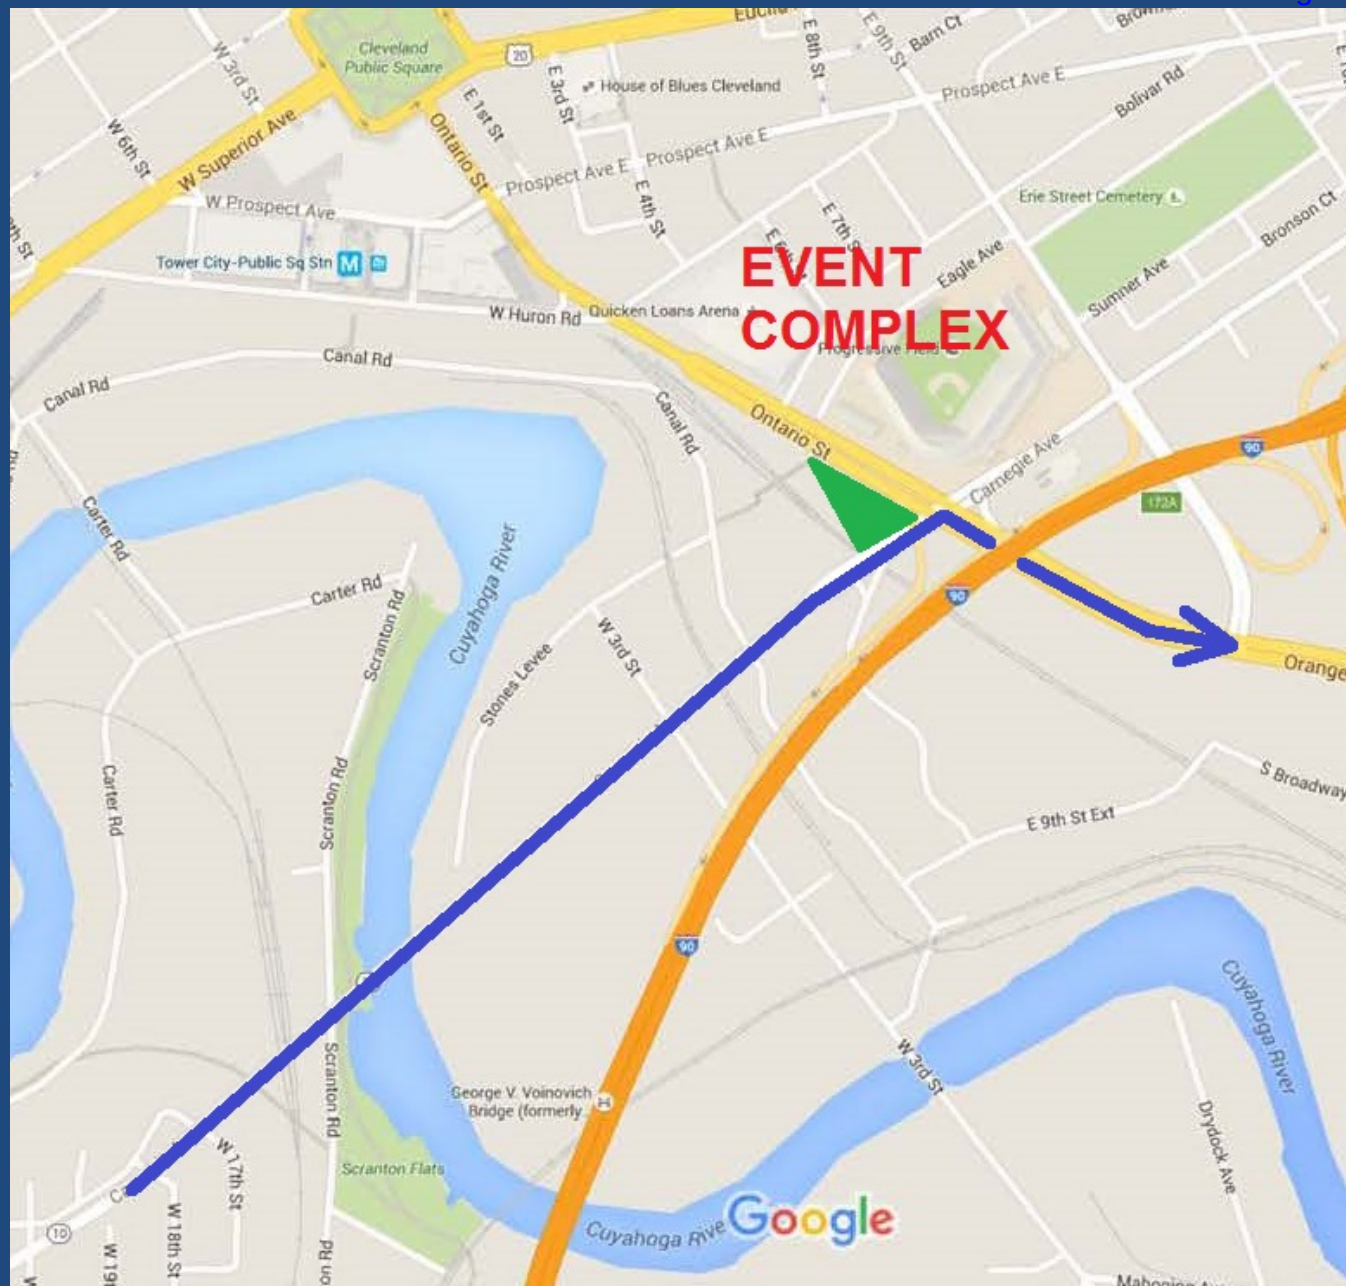 Cleveland
Public Square
20
Euclid
E 8th St
E 9th St
Barn Ct
W 3rd St
E 3rd St
House of Blues Cleveland
Prospect Ave E
Bolivar Rd
W 6th St
W Superior Ave
Ontario St
E 1st St
Prospect Ave E
Prospect Ave E
E 4th St
E 7th St
Erie Street Cemetery
Bronson Ct
W Prospect Ave
Tower City-Public Sq Stn
M
EVENT
COMPLEX
Eagle Ave
Sumner Ave
W Huron Rd
Quicken Loans Arena
Progressive Field
Canal Rd
Canal Rd
Canal Rd
Ontario St
Carnegie Ave
90
172A
Carter Rd
Cuyahoga River
Carter Rd
Scranton Rd
W 3rd St
90
Stones Levee
Orange
Carter Rd
Scranton Rd
S Broadway
E 9th St Ext
90
Cuyahoga River
W 3rd St
Scranton Rd
George V. Voinovich
Bridge (formerly
Scranton Flats
W 17th St
W 18th St
W 19t
10
Drydock Ave
Cuyahoga Rive
Google